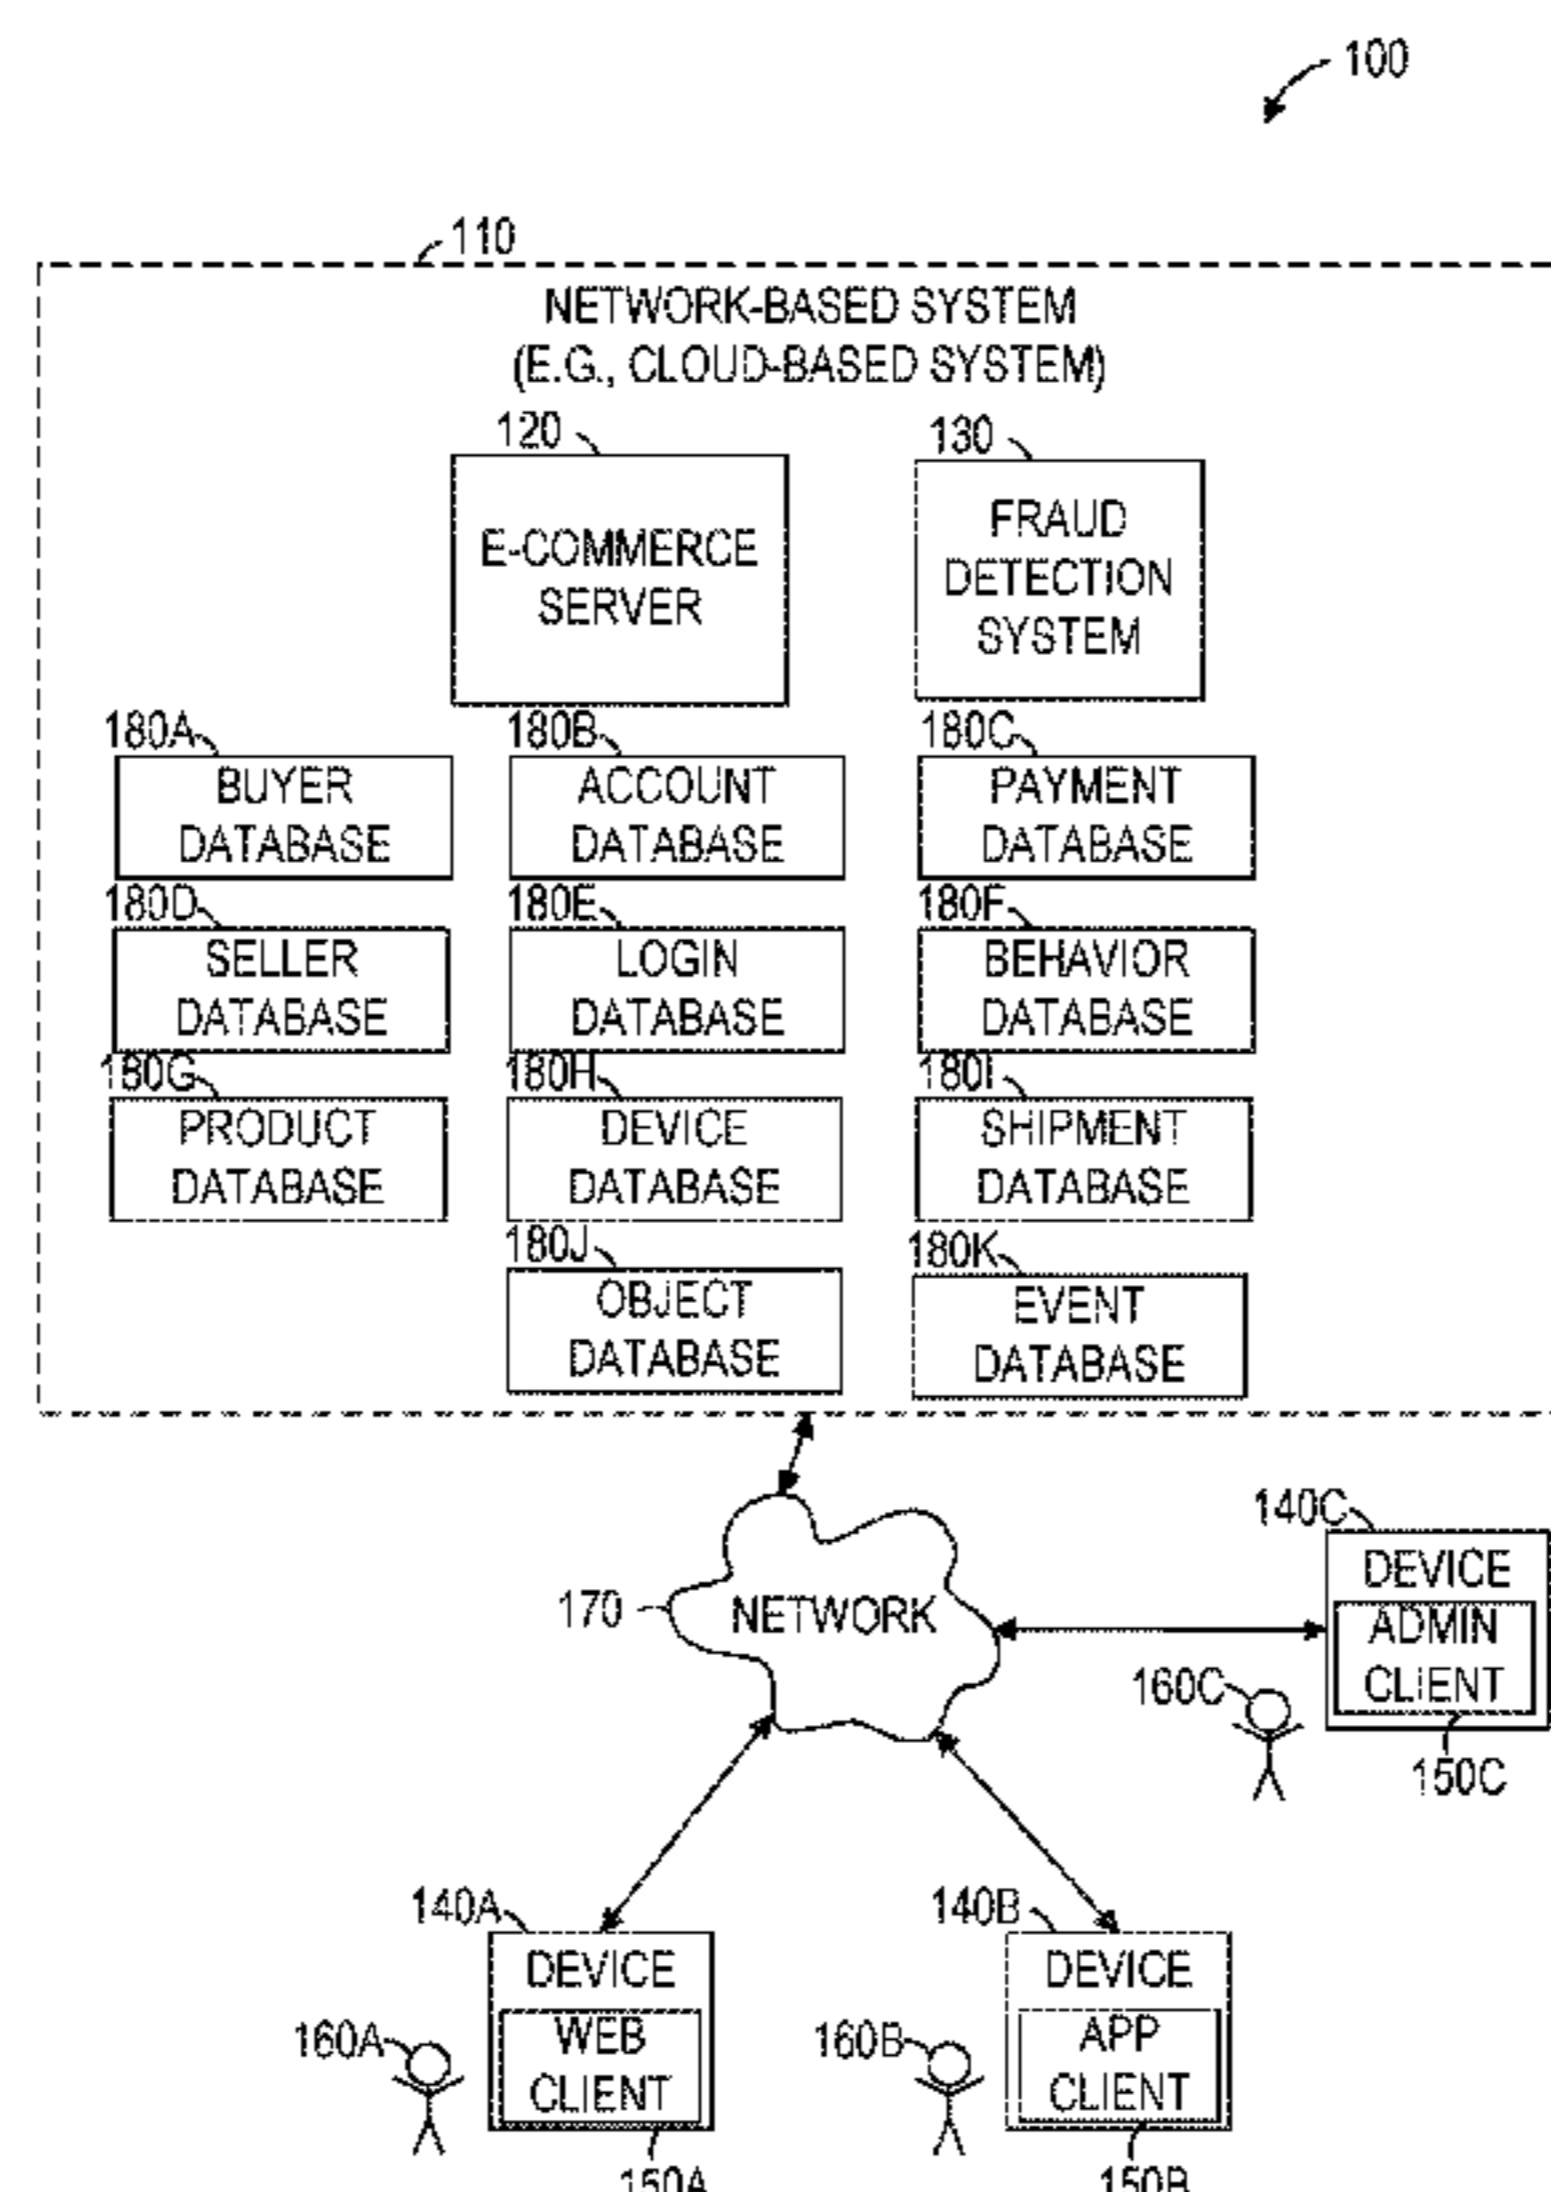 100
110
NETWORK-BASED SYSTEM
(E.G., CLOUD-BASED SYSTEM)
120
130
E-COMMERCE
SERVER
FRAUD
DETECTION
SYSTEM
180A
180B
180C
BUYER
DATABASE
ACCOUNT
DATABASE
PAYMENT
DATABASE
180D
180E
180F
SELLER
DATABASE
LOGIN
DATABASE
BEHAVIOR
DATABASE
180G
180H
180I
PRODUCT
DATABASE
DEVICE
DATABASE
SHIPMENT
DATABASE
180J
180K
OBJECT
DATABASE
EVENT
DATABASE
170
NETWORK
140C
DEVICE
ADMIN
CLIENT
160C
150C
140A
140B
DEVICE
WEB
CLIENT
DEVICE
APP
CLIENT
160A
160B
150A
150B